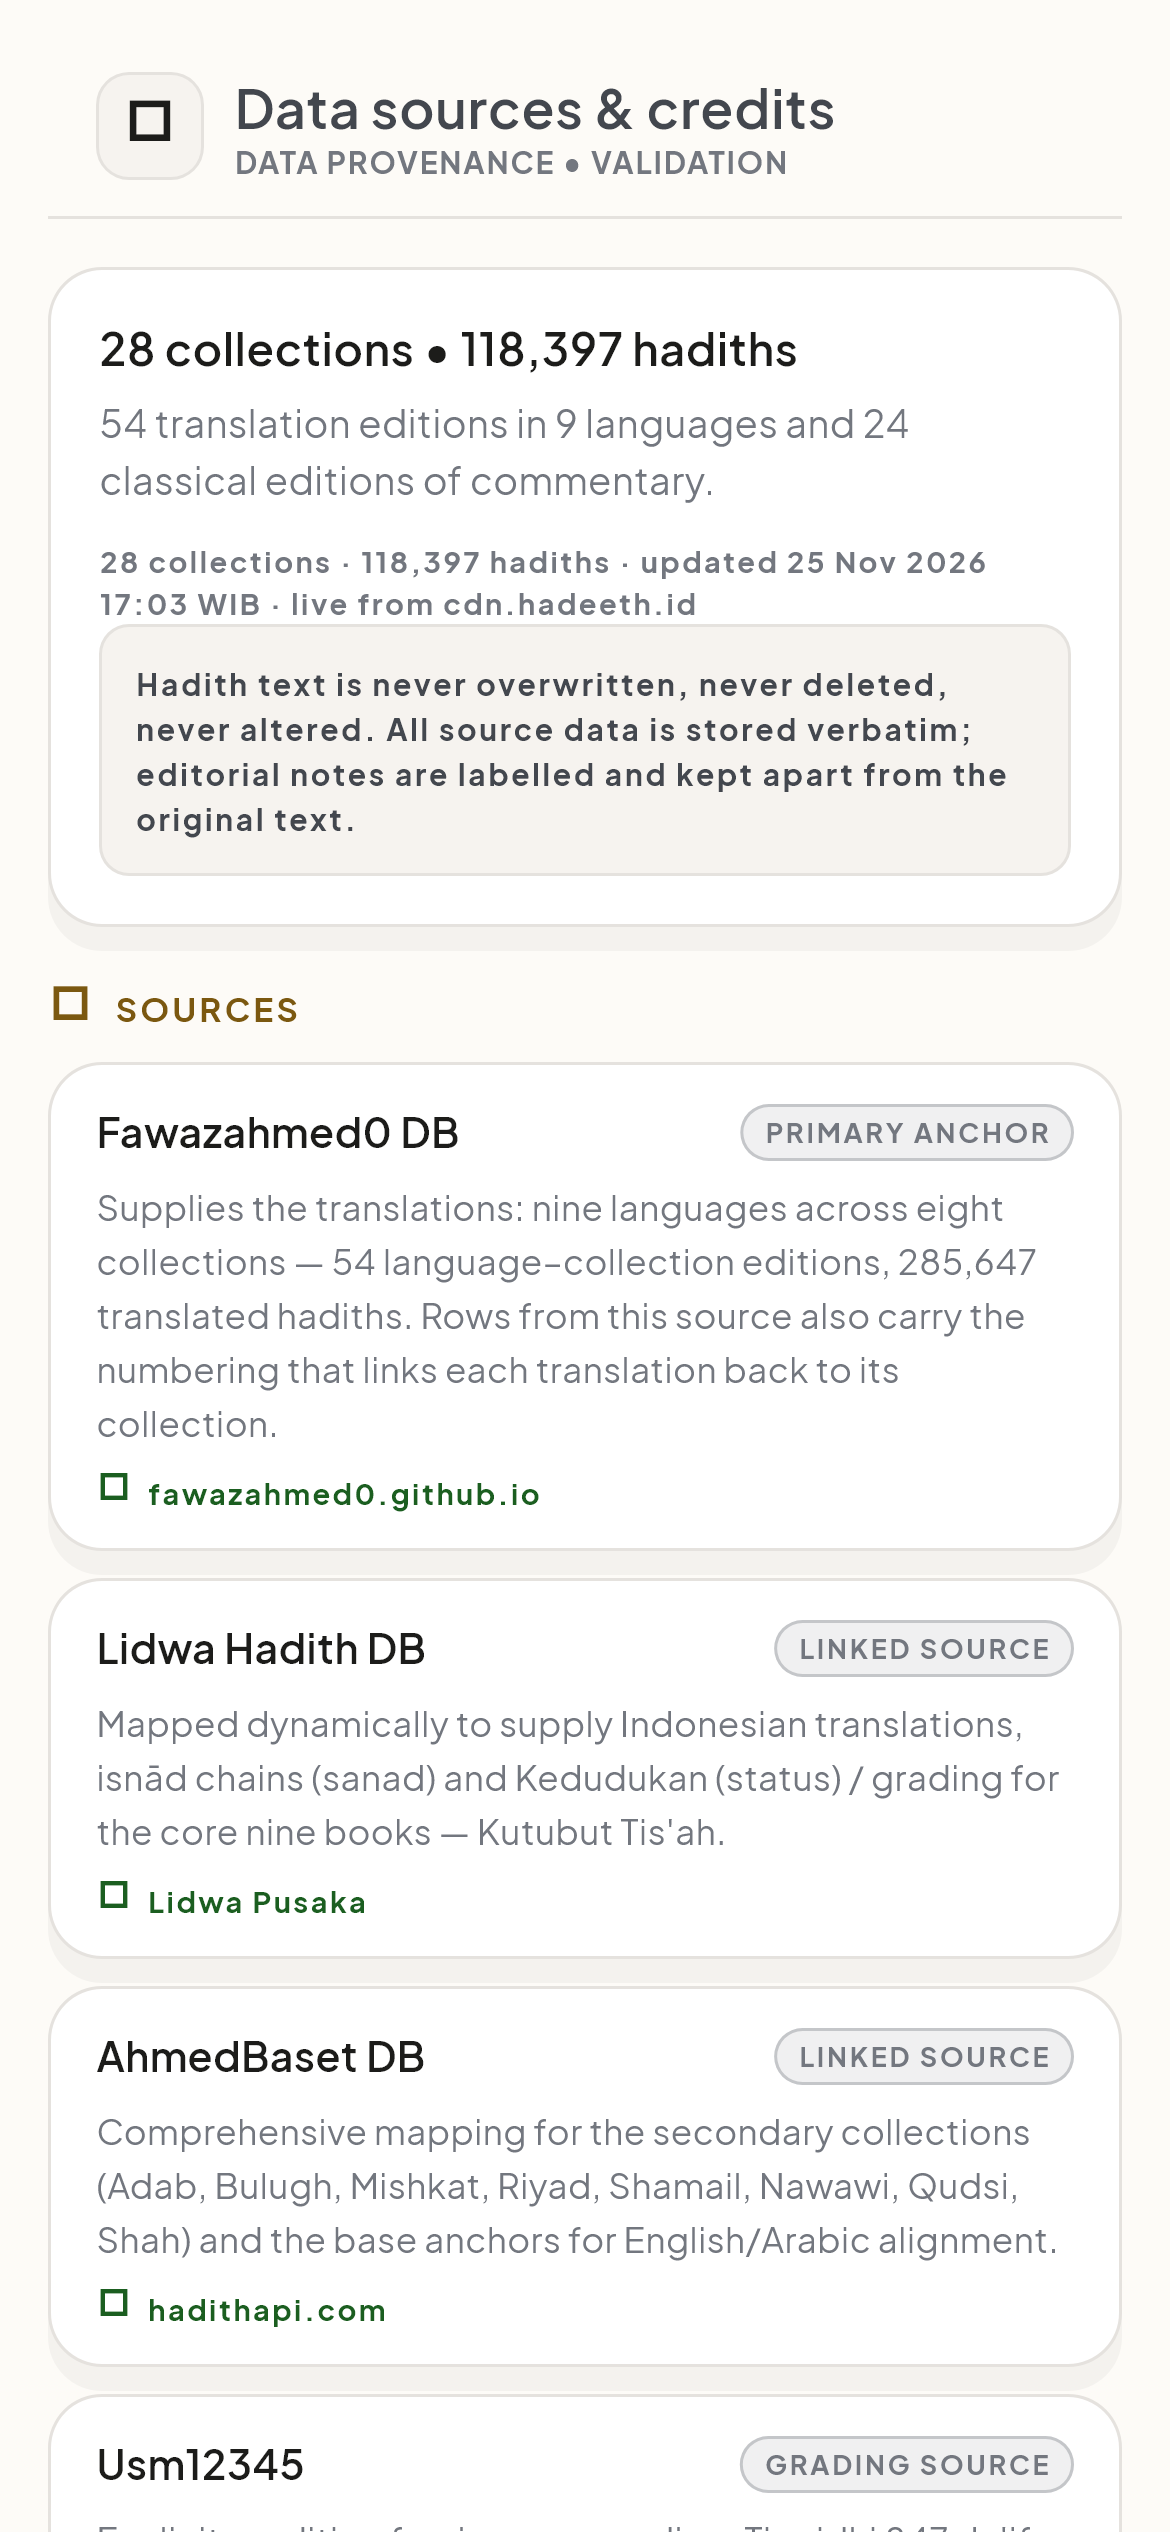 Data sources & credits
DATA PROVENANCE • VALIDATION
28 collections • 118,397 hadiths
54 translation editions in 9 languages and 24
classical editions of commentary.
28 collections · 118,397 hadiths · updated 25 Nov 2026
17:03 WIB · live from cdn.hadeeth.id
Hadith text is never overwritten, never deleted,
never altered. All source data is stored verbatim;
editorial notes are labelled and kept apart from the
original text.
SOURCES
Fawazahmed0 DB
PRIMARY ANCHOR
Supplies the translations: nine languages across eight
collections — 54 language–collection editions, 285,647
translated hadiths. Rows from this source also carry the
numbering that links each translation back to its
collection.
fawazahmed0.github.io
Lidwa Hadith DB
LINKED SOURCE
Mapped dynamically to supply Indonesian translations,
isnād chains (sanad) and Kedudukan (status) / grading for
the core nine books — Kutubut Tis'ah.
Lidwa Pusaka
AhmedBaset DB
LINKED SOURCE
Comprehensive mapping for the secondary collections
(Adab, Bulugh, Mishkat, Riyad, Shamail, Nawawi, Qudsi,
Shah) and the base anchors for English/Arabic alignment.
hadithapi.com
Usm12345
GRADING SOURCE